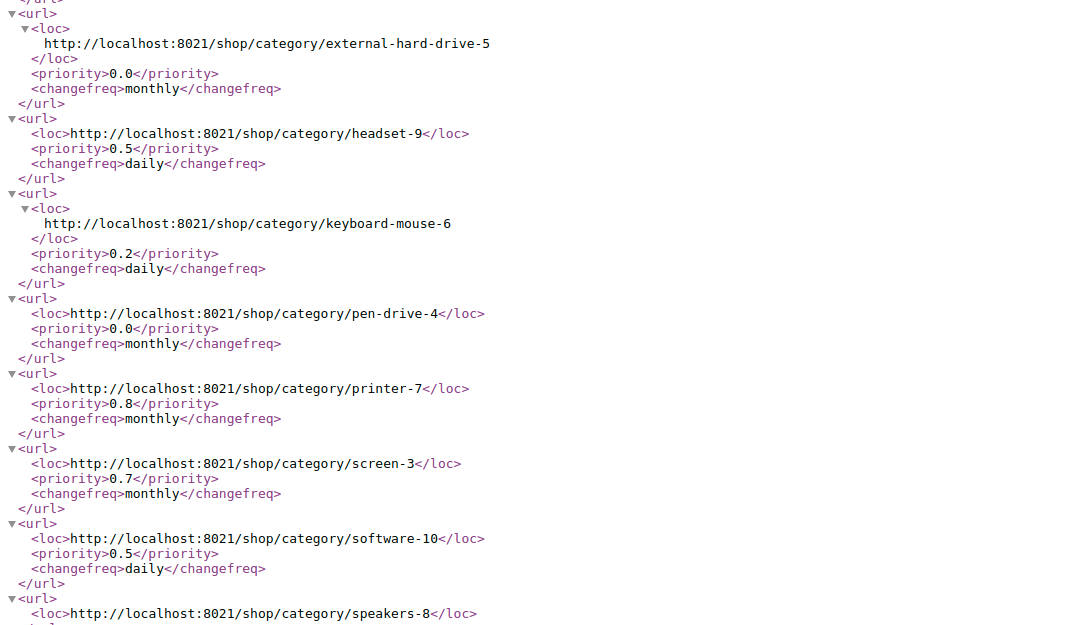 </url>
<url>
<loc>
http://localhost:8021/shop/category/external-hard-drive-5
</loc>
<priority>0.0</priority>
<changefreq>monthly</changefreq>
</url>
<url>
<loc>http://localhost:8021/shop/category/headset-9</loc>
<priority>0.5</priority>
<changefreq>daily</changefreq>
</url>
<url>
<loc>
http://localhost:8021/shop/category/keyboard-mouse-6
</loc>
<priority>0.2</priority>
<changefreq>daily</changefreq>
</url>
<url>
<loc>http://localhost:8021/shop/category/pen-drive-4</loc>
<priority>0.0</priority>
<changefreq>monthly</changefreq>
</url>
<url>
<loc>http://localhost:8021/shop/category/printer-7</loc>
<priority>0.8</priority>
<changefreq>monthly</changefreq>
</url>
<url>
<loc>http://localhost:8021/shop/category/screen-3</loc>
<priority>0.7</priority>
<changefreq>monthly</changefreq>
</url>
<url>
<loc>http://localhost:8021/shop/category/software-10</loc>
<priority>0.5</priority>
<changefreq>daily</changefreq>
</url>
<url>
<loc>http://localhost:8021/shop/category/speakers-8</loc>